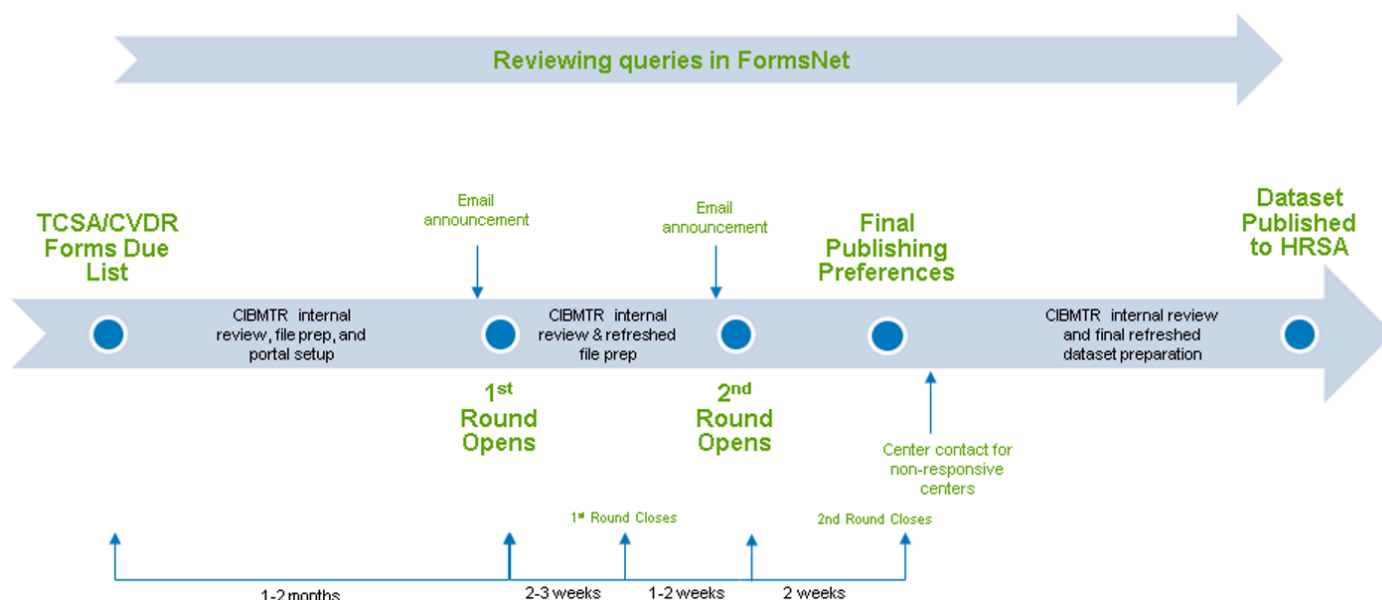 Reviewing queries in FormsNet
Email
announcement
Email
announcement
TCSA/CVDR
Forms Due
List
Final
Publishing
Preferences
Dataset
Published
to HRSA
CIBMTR internal
review, file prep, and
portal setup
CIBMTR internal
review & refreshed
file prep
CIBMTR internal review
and final refreshed
dataset preparation
1st
Round
Opens
2nd
Round
Opens
Center contact for
non-responsive
centers
1st Round Closes
2nd Round Closes
1-2 months
2-3 weeks
1-2 weeks
2 weeks